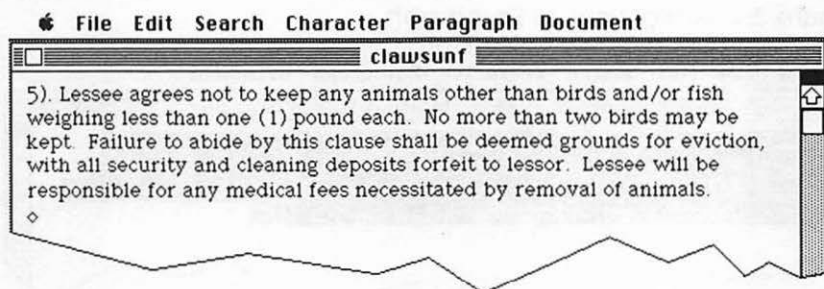 File Edit Search Character Paragraph Document
clawsunf
5). Lessee agrees not to keep any animals other than birds and/or fish
weighing less than one (1) pound each. No more than two birds may be
kept. Failure to abide by this clause shall be deemed grounds for eviction,
with all security and cleaning deposits forfeit to lessor. Lessee will be
responsible for any medical fees necessitated by removal of animals.